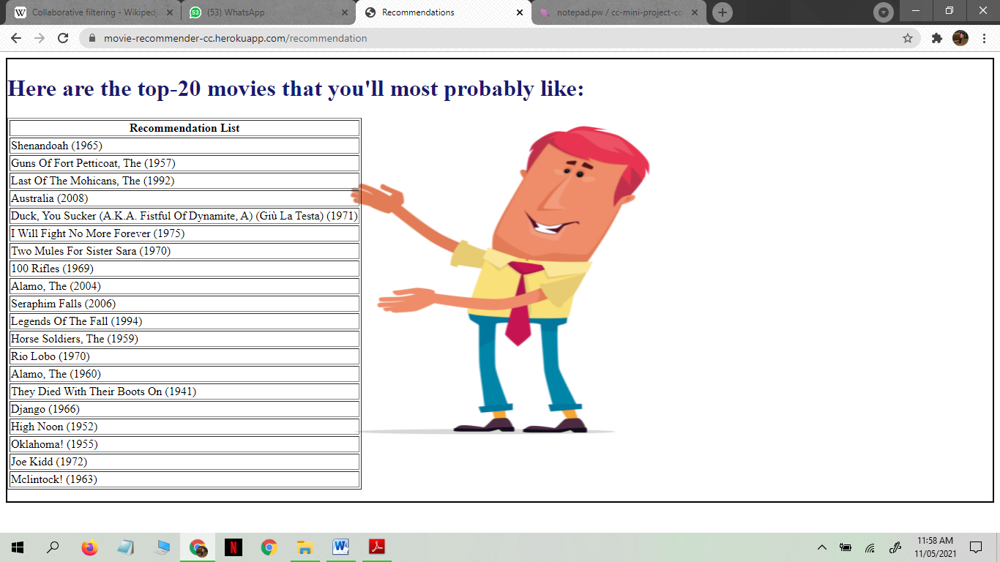 Collaborative filtering - Wikiped
(53) WhatsApp
Recommendations
notepad.pw / cc-mini-project-co
movie-recommender-cc.herokuapp.com/recommendation
Here are the top-20 movies that you'll most probably like:
Recommendation List
Shenandoah (1965)
Guns Of Fort Petticoat, The (1957)
Last Of The Mohicans, The (1992)
Australia (2008)
Duck, You Sucker (A.K.A. Fistful Of Dynamite, A) (Giù La Testa) (1971)
I Will Fight No More Forever (1975)
Two Mules For Sister Sara (1970)
100 Rifles (1969)
Alamo, The (2004)
Seraphim Falls (2006)
Legends Of The Fall (1994)
Horse Soldiers, The (1959)
Rio Lobo (1970)
Alamo, The (1960)
They Died With Their Boots On (1941)
Django (1966)
High Noon (1952)
Oklahoma! (1955)
Joe Kidd (1972)
Mclintock! (1963)
11:58 AM
11/05/2021